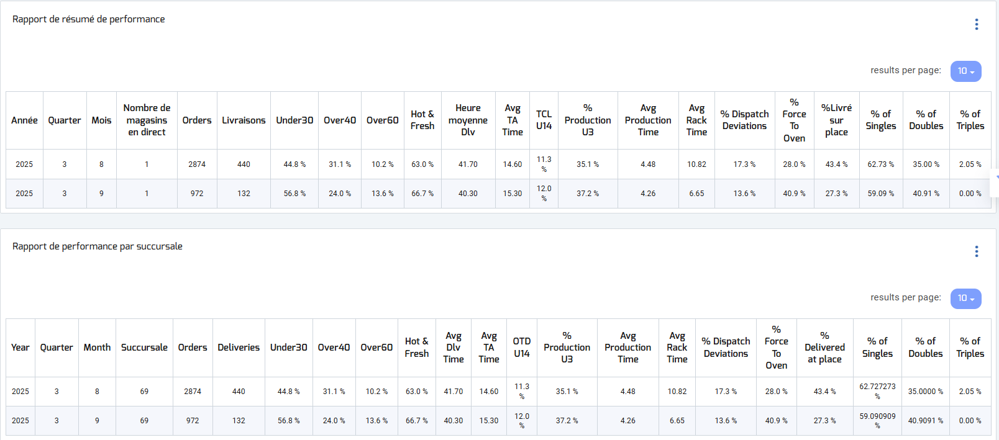 Rapport de résumé de performance
results per page: 10
Année Quarter Mois Nombre de magasins en direct Orders Livraisons Under30 Over40 Over60 Hot & Fresh Heure moyenne Dlv Avg TA Time TCL U14 % Production U3 Avg Production Time Avg Rack Time % Dispatch Deviations % Force To Oven %Livré sur place % of Singles % of Doubles % of Triples
2025 3 8 1 2874 440 44.8 % 31.1 % 10.2 % 63.0 % 41.70 14.60 11.3 % 35.1 % 4.48 10.82 17.3 % 28.0 % 43.4 % 62.73 % 35.00 % 2.05 %
2025 3 9 1 972 132 56.8 % 24.0 % 13.6 % 66.7 % 40.30 15.30 12.0 % 37.2 % 4.26 6.65 13.6 % 40.9 % 27.3 % 59.09 % 40.91 % 0.00 %
Rapport de performance par succursale
results per page: 10
Year Quarter Month Succursale Orders Deliveries Under30 Over40 Over60 Hot & Fresh Avg Dlv Time Avg TA Time OTD U14 % Production U3 Avg Production Time Avg Rack Time % Dispatch Deviations % Force To Oven % Delivered at place % of Singles % of Doubles % of Triples
2025 3 8 69 2874 440 44.8 % 31.1 % 10.2 % 63.0 % 41.70 14.60 11.3 % 35.1 % 4.48 10.82 17.3 % 28.0 % 43.4 % 62.727273 % 35.0000 % 2.05 %
2025 3 9 69 972 132 56.8 % 24.0 % 13.6 % 66.7 % 40.30 15.30 12.0 % 37.2 % 4.26 6.65 13.6 % 40.9 % 27.3 % 59.090909 % 40.9091 % 0.00 %